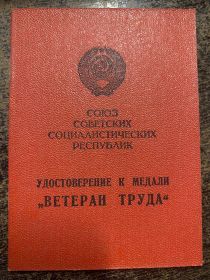 СОЮЗ
СОВЕТСКИХ
СОЦИАЛИСТИЧЕСКИХ
РЕСПУБЛИК
УДОСТОВЕРЕНИЕ К МЕДАЛИ
„ВЕТЕРАН ТРУДА“